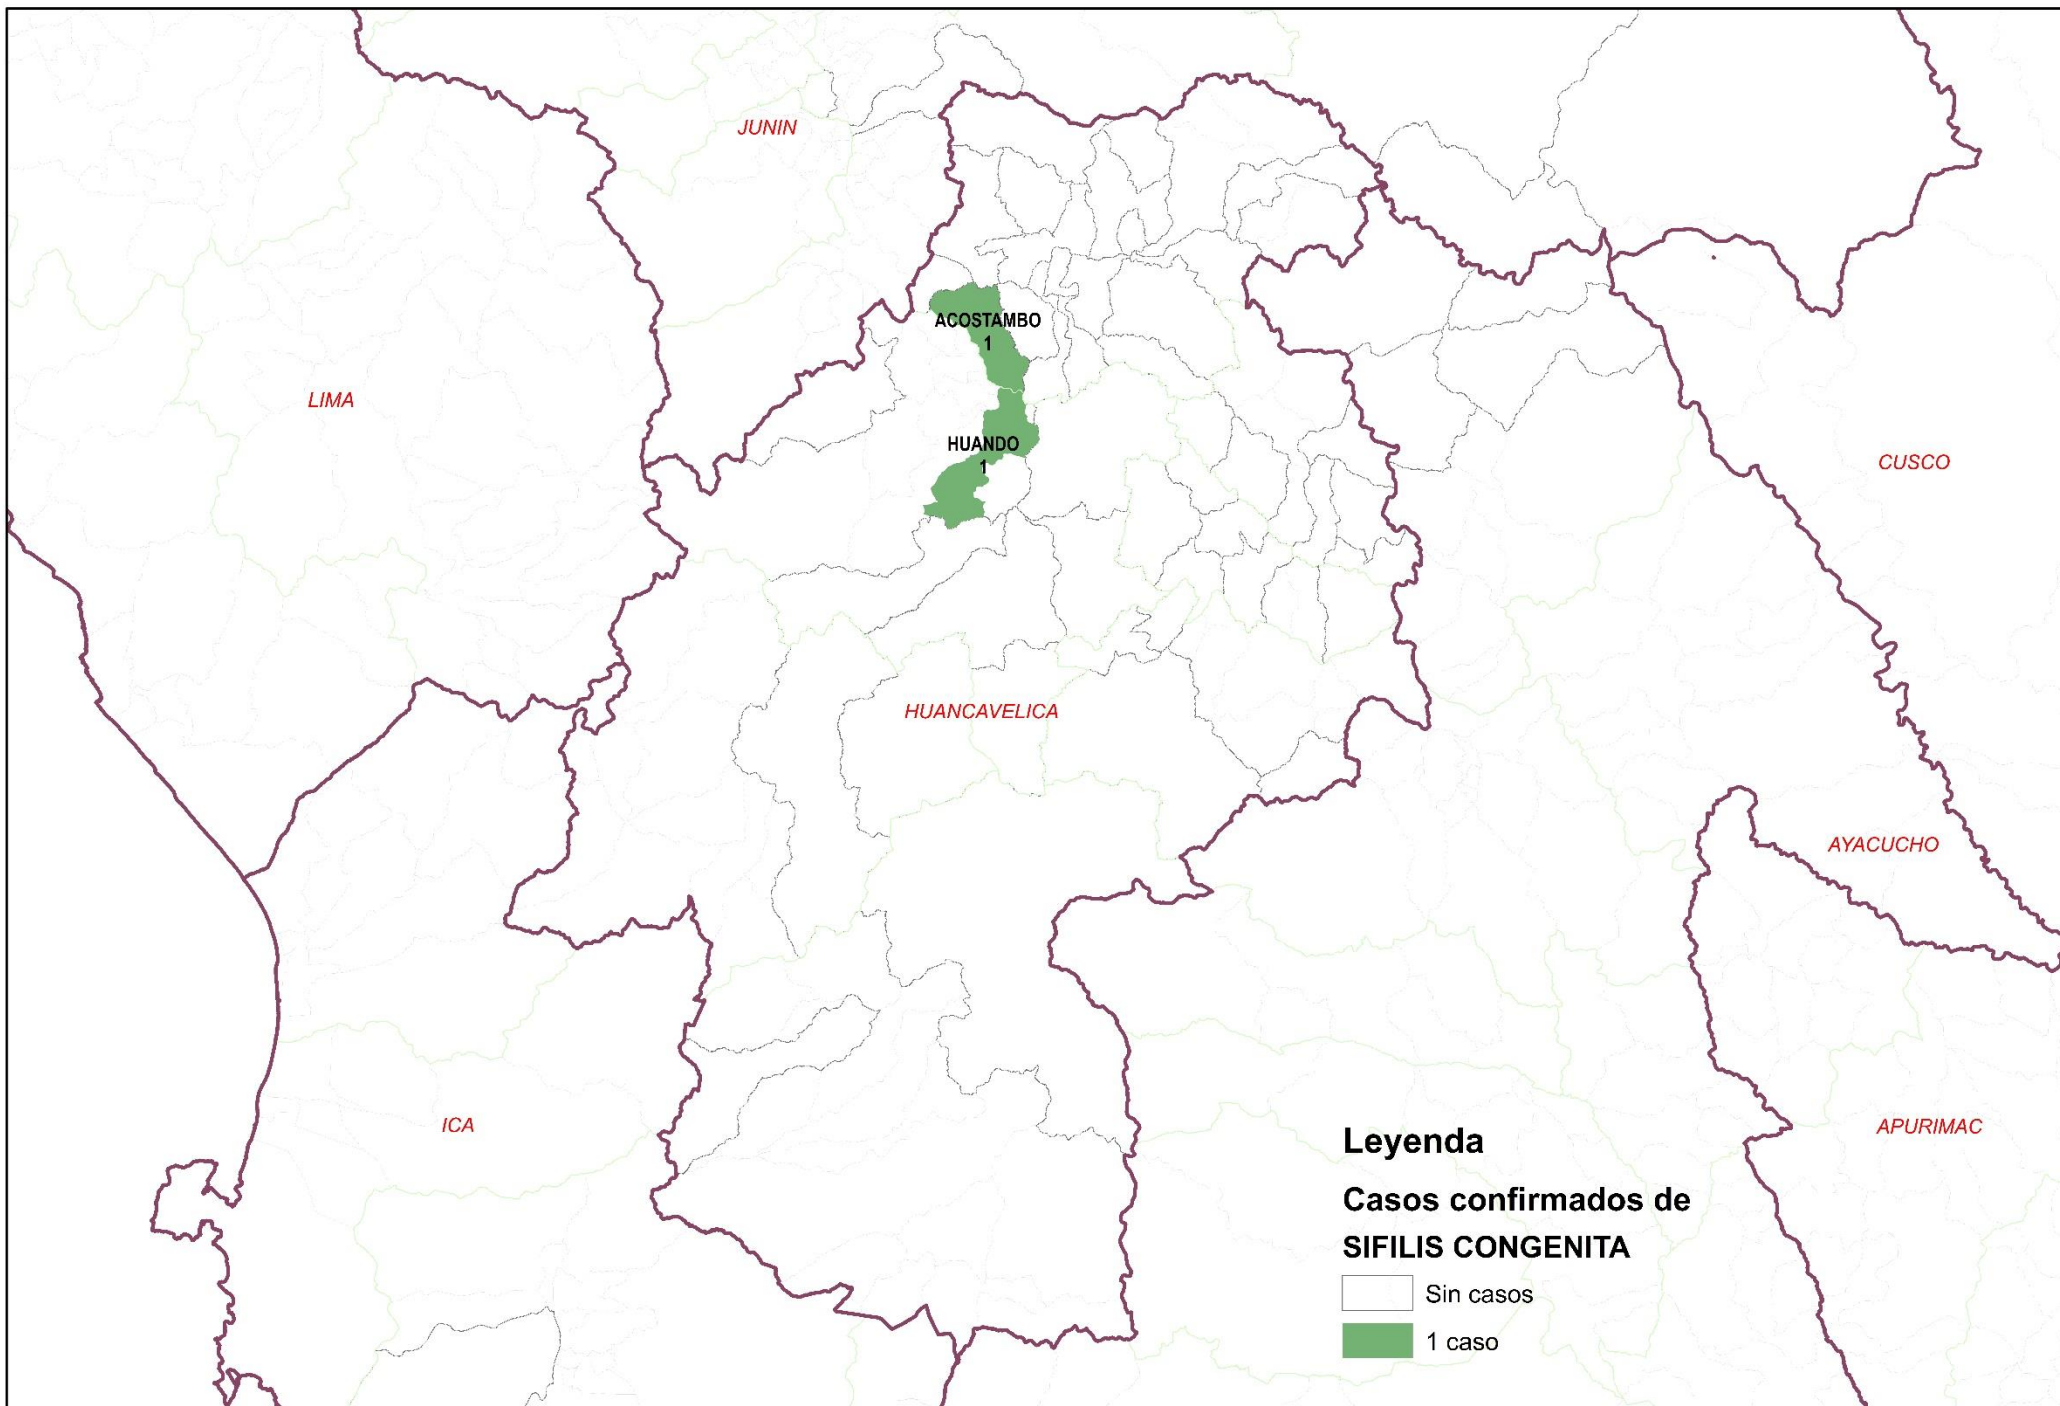 JUNIN
ACOSTAMBO
1
LIMA
HUANDO
1
CUSCO
HUANCAVELICA
AYACUCHO
ICA
APURIMAC
Leyenda
Casos confirmados de
SIFILIS CONGENITA
Sin casos
1 caso